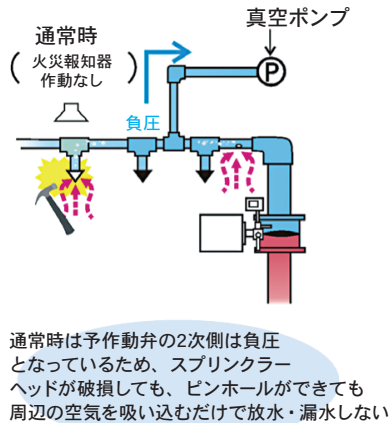 真空ポンプ
通常時
(火災報知器
作動なし)
P
負圧
通常時は予作動弁の2次側は負圧
となっているため、スプリンクラー
ヘッドが破損しても、ピンホールができても
周辺の空気を吸い込むだけで放水・漏水しない